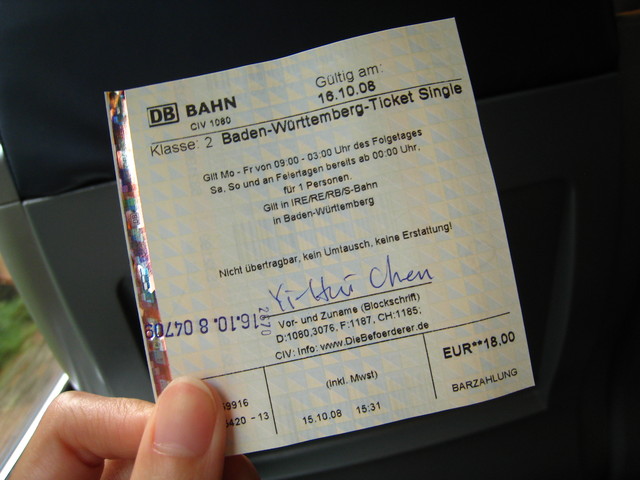 Gültig am:
16.10.08
DB BAHN
CIV 1080
Klasse: 2 Baden-Württemberg-Ticket Single
Gilt Mo - Fr von 09:00 - 03:00 Uhr des Folgetages
Sa, So und an Feiertagen bereits ab 00:00 Uhr.
für 1 Personen.
Gilt in IRE/RE/RB/S-Bahn
in Baden-Württemberg
Nicht übertragbar, kein Umtausch, keine Erstattung!
Yi-Hui Chen
Vor- und Zuname (Blockschrift)
D:1080,3076, F:1187, CH:1185;
CIV: Info: www.DieBefoerderer.de
16.10. 8 04709
2670
EUR**18.00
BARZAHLUNG
(Inkl. Mwst)
15.10.08 15:31
9916
420 - 13